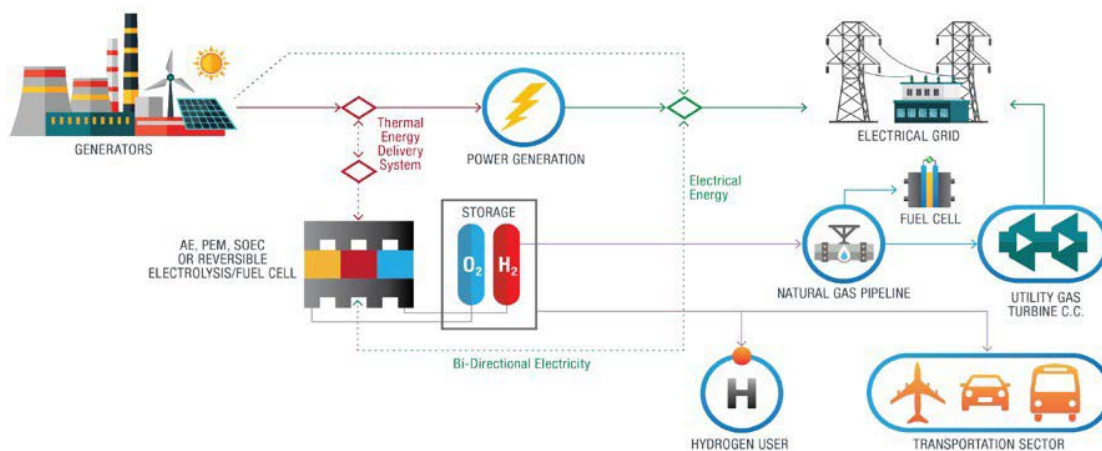 GENERATORS
Thermal
Energy
Delivery
System
POWER GENERATION
ELECTRICAL GRID
Electrical
Energy
FUEL CELL
AE, PEM, SOEC
OR REVERSIBLE
ELECTROLYSIS/FUEL CELL
STORAGE
O2
H2
NATURAL GAS PIPELINE
UTILITY GAS
TURBINE C.C.
Bi-Directional Electricity
H
HYDROGEN USER
TRANSPORTATION SECTOR